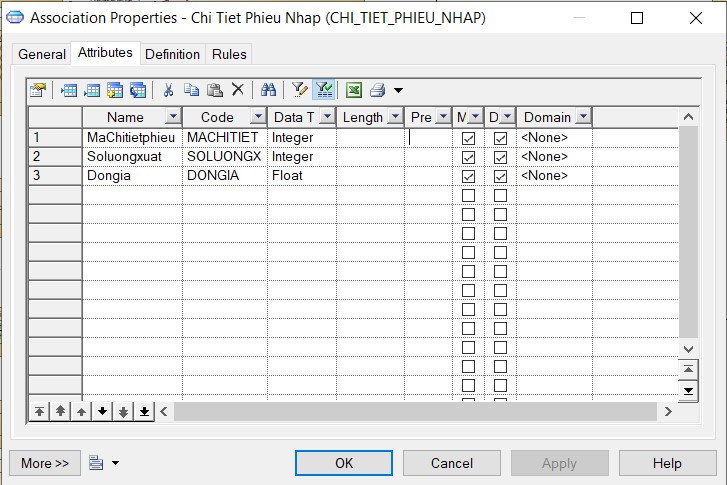 Association Properties - Chi Tiet Phieu Nhap (CHI_TIET_PHIEU_NHAP)
General Attributes Definition Rules
Name Code Data T Length Pre M D Domain
1 MaChitietphieu MACHITIET Integer <None>
2 Soluongxuat SOLUONGX Integer <None>
3 Dongia DONGIA Float <None>
More >> OK Cancel Apply Help